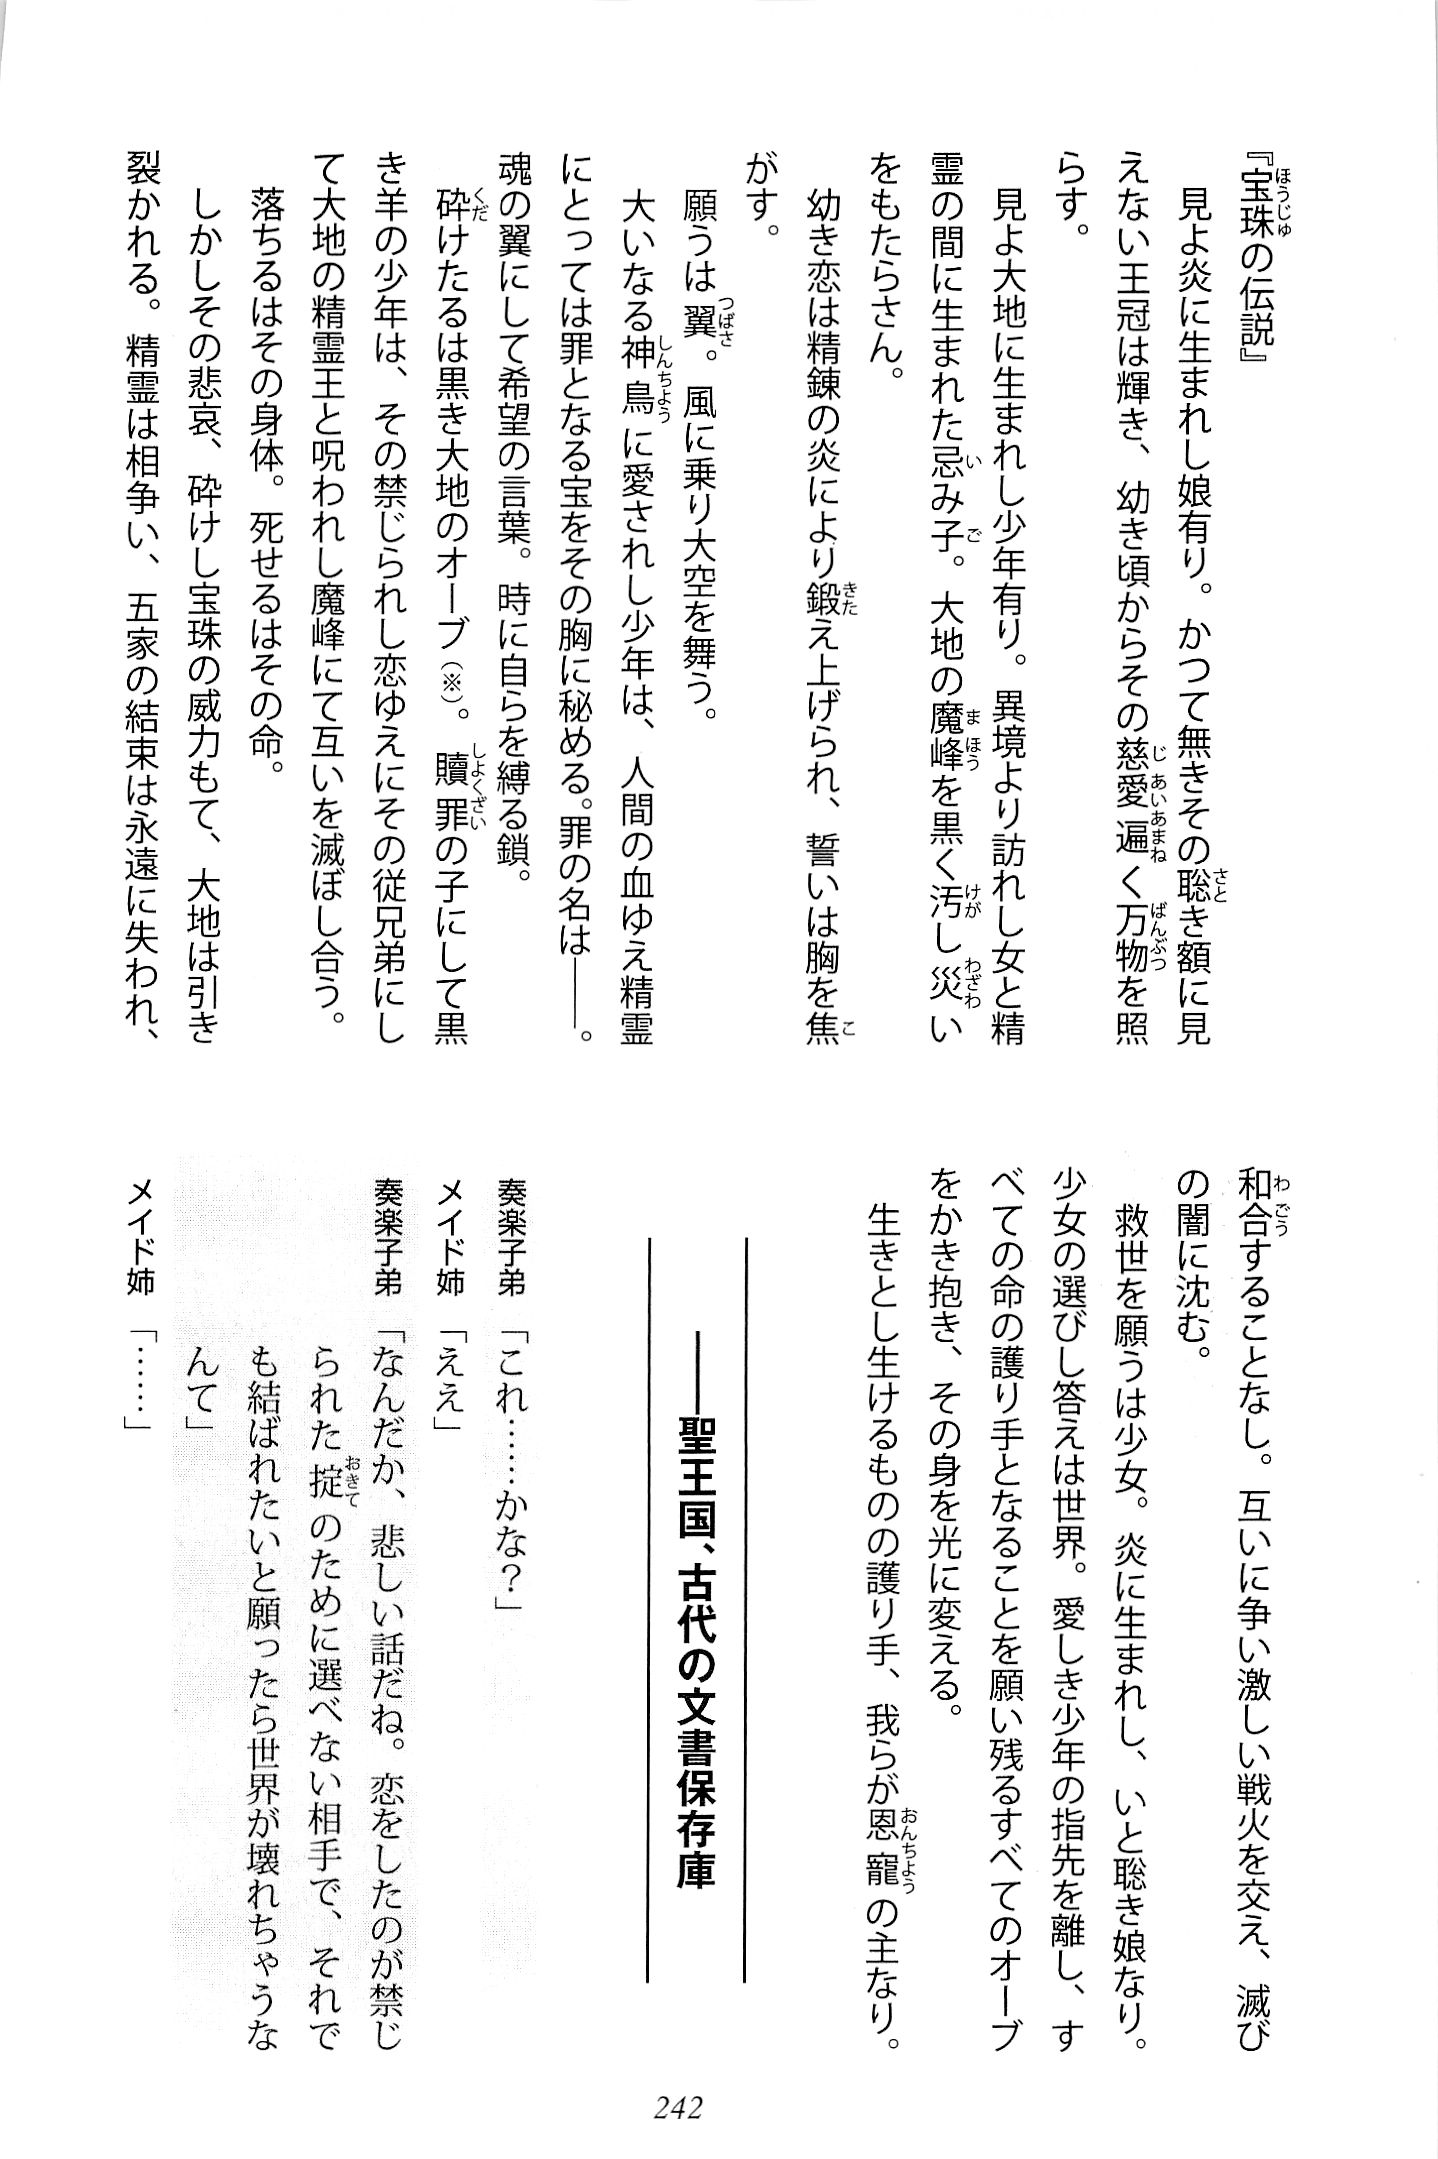 『宝珠の伝説』
　見よ炎に生まれし娘有り。かつて無きその聡き額に見
えない王冠は輝き、幼き頃からその慈愛遍く万物を照
らす。
　見よ大地に生まれし少年有り。異境より訪れし女と精
霊の間に生まれた忌み子。大地の魔峰を黒く汚し災い
をもたらさん。
　幼き恋は精錬の炎により鍛え上げられ、誓いは胸を焦
がす。
　願うは翼。風に乗り大空を舞う。
　大いなる神鳥に愛されし少年は、人間の血ゆえ精霊
にとっては罪となる宝をその胸に秘める。罪の名は――。
魂の翼にして希望の言葉。時に自らを縛る鎖。
　砕けたるは黒き大地のオーブ（※）。贖罪の子にして黒
き羊の少年は、その禁じられし恋ゆえにその従兄弟にし
て大地の精霊王と呪われし魔峰にて互いを滅ぼし合う。
　落ちるはその身体。死せるはその命。
　しかしその悲哀、砕けし宝珠の威力もて、大地は引き
裂かれる。精霊は相争い、五家の結束は永遠に失われ、
和合することなし。互いに争い激しい戦火を交え、滅び
の闇に沈む。
　救世を願うは少女。炎に生まれし、いと聡き娘なり。
少女の選びし答えは世界。愛しき少年の指先を離し、す
べての命の護り手となることを願い残るすべてのオーブ
をかき抱き、その身を光に変える。
　生きとし生けるものの護り手、我らが恩寵の主なり。
――聖王国、古代の文書保存庫
奏楽子弟「これ……かな？」
メイド姉「ええ」
奏楽子弟「なんだか、悲しい話だね。恋をしたのが禁じ
られた掟のために選べない相手で、それで
も結ばれたいと願ったら世界が壊れちゃうな
んて」
メイド姉「……」
242